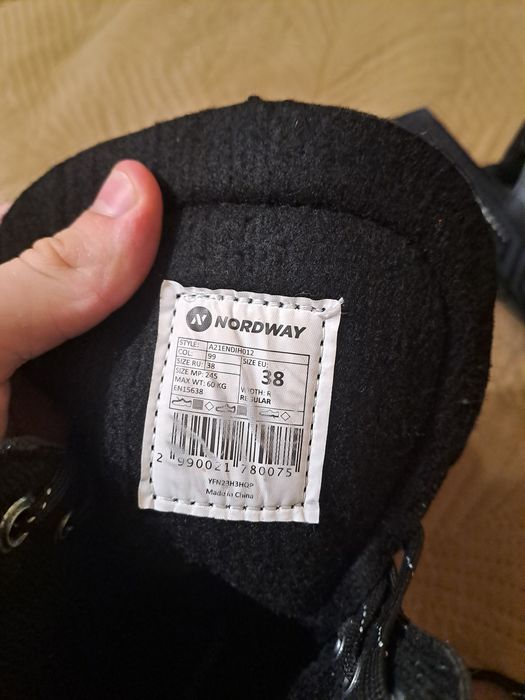 N NORDWAY
STYLE: A21ENDIH012
COL: 99 SIZE EU:
SIZE RU: 38 38
SIZE MP: 245
MAX WT: 60 KG WIDTH: R
EN15638 REGULAR
2 990021 780075
Made in China